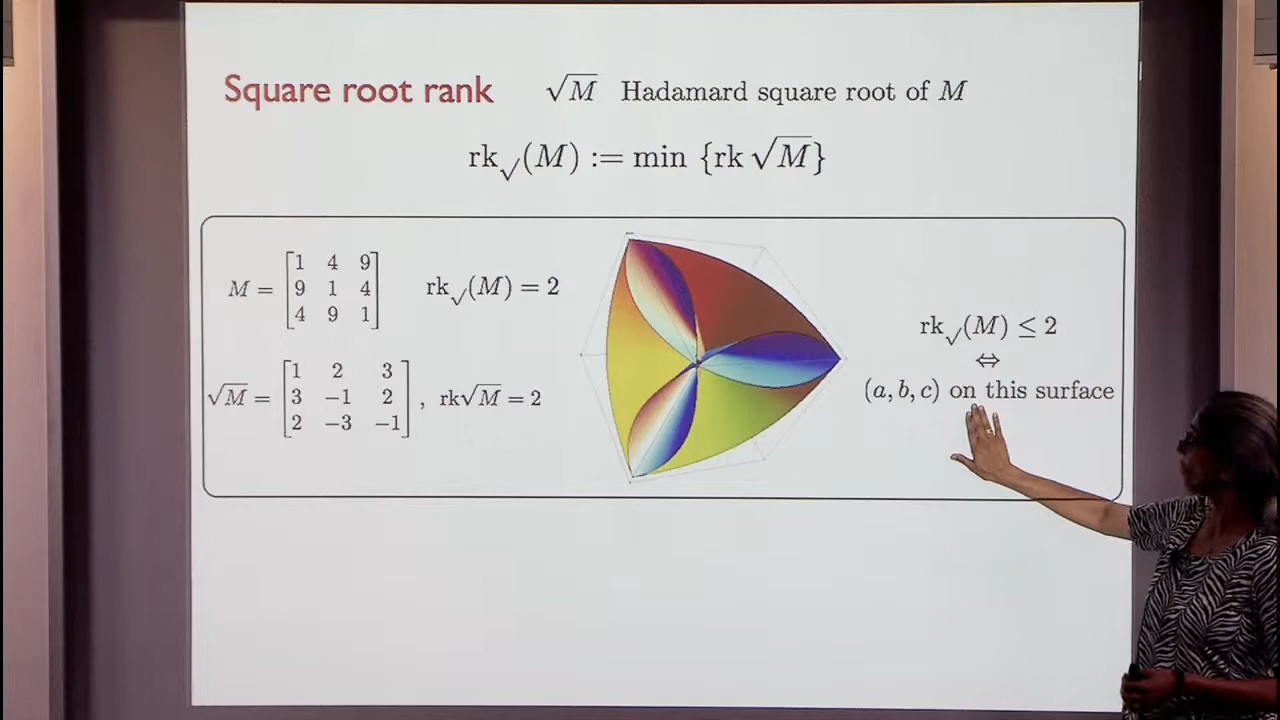 Square root rank √M Hadamard square root of M
rk√(M) := min {rk √M}
M = [1 4 9
9 1 4
4 9 1]
rk√(M) = 2
√M = [1 2 3
3 −1 2
2 −3 −1] , rk√M = 2
rk√(M) ≤ 2
⇔
(a, b, c) on this surface